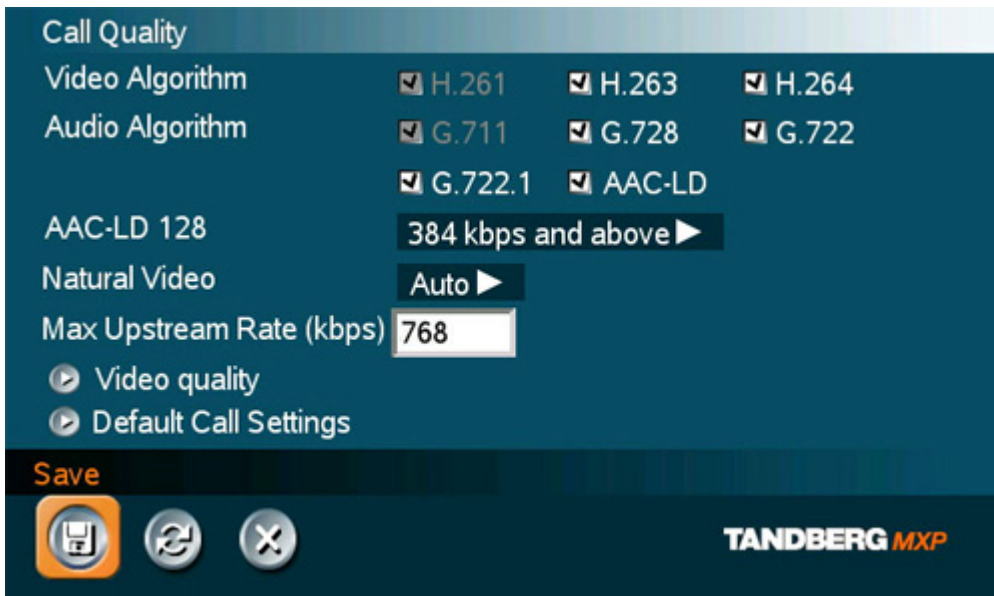 Call Quality
Video Algorithm H.261 H.263 H.264
Audio Algorithm G.711 G.728 G.722
G.722.1 AAC-LD
AAC-LD 128 384 kbps and above
Natural Video Auto
Max Upstream Rate (kbps) 768
Video quality
Default Call Settings
Save
TANDBERG MXP